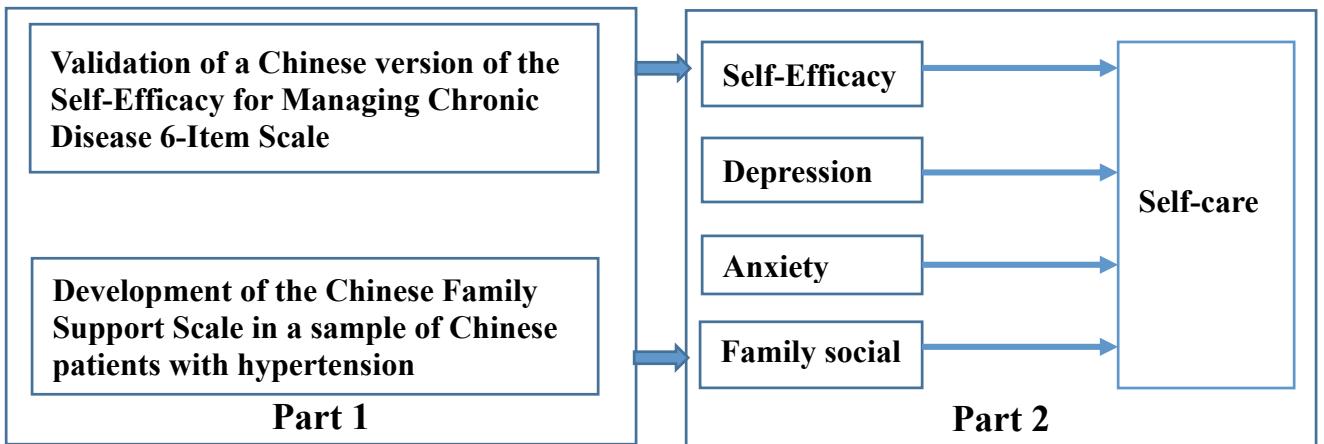 Validation of a Chinese version of the
Self-Efficacy for Managing Chronic
Disease 6-Item Scale
Development of the Chinese Family
Support Scale in a sample of Chinese
patients with hypertension
Part 1
Self-Efficacy
Depression
Anxiety
Family social
Self-care
Part 2